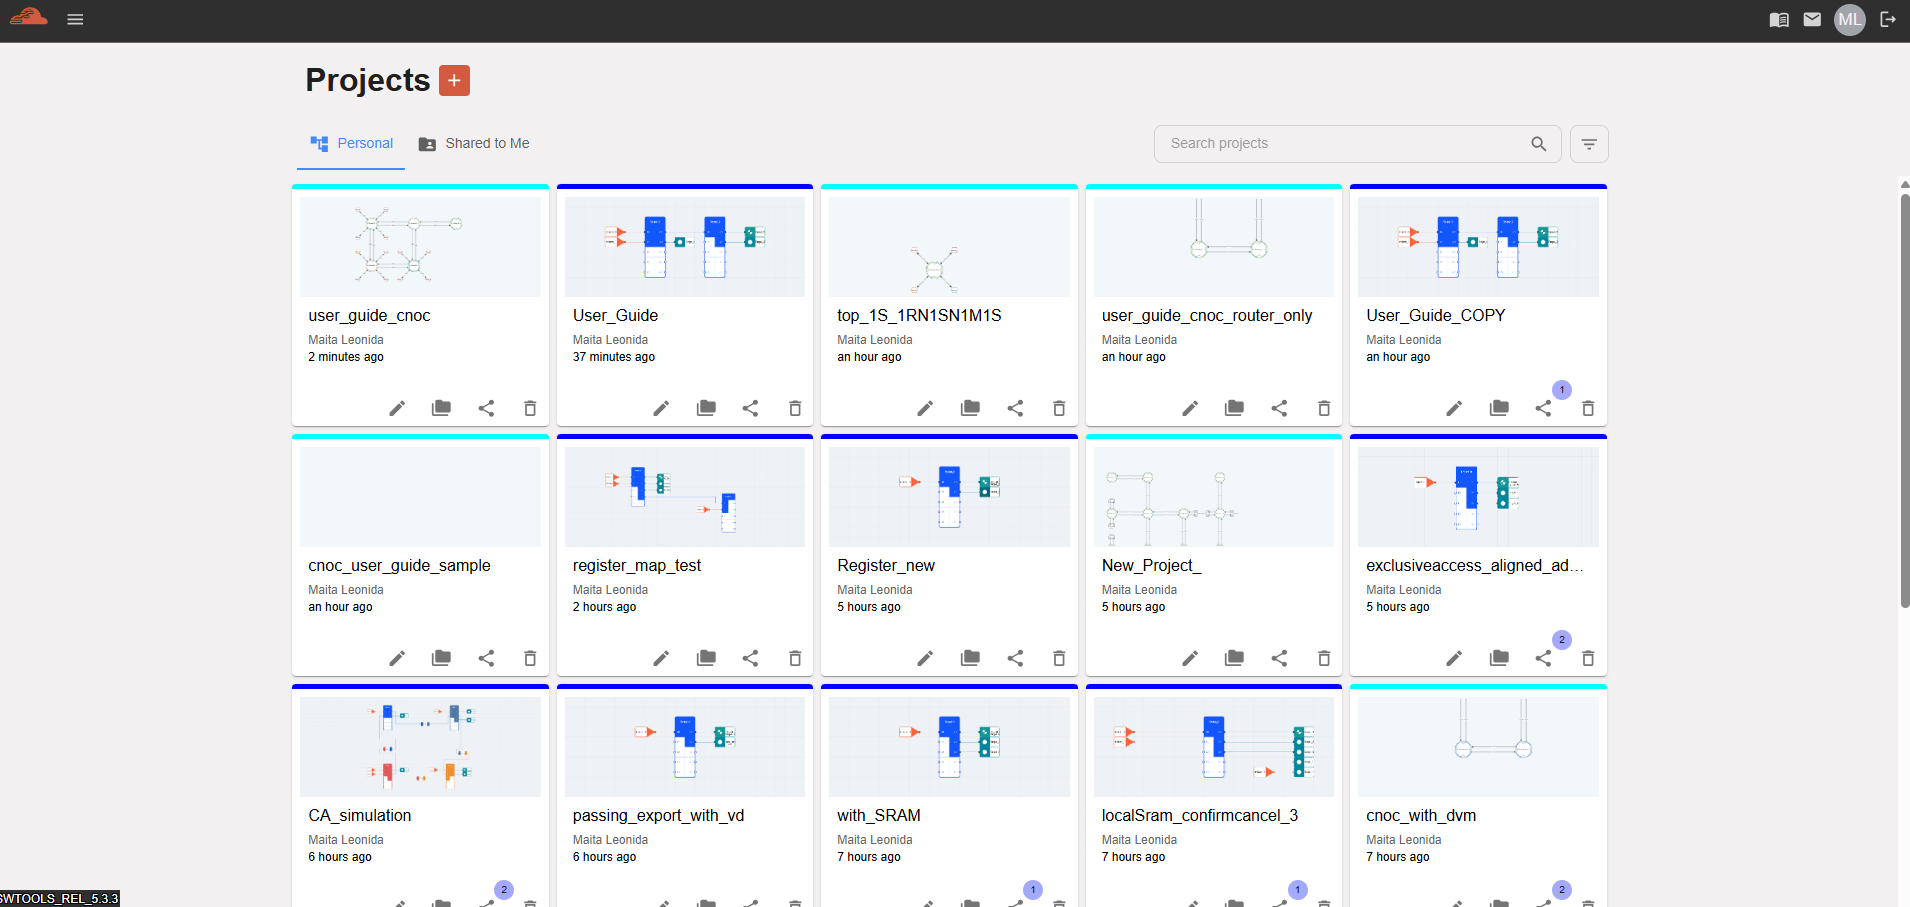 ML
Projects
Personal
Shared to Me
Search projects
user_guide_cnoc
Maita Leonida
2 minutes ago
User_Guide
Maita Leonida
37 minutes ago
top_1S_1RN1SN1M1S
Maita Leonida
an hour ago
user_guide_cnoc_router_only
Maita Leonida
an hour ago
User_Guide_COPY
Maita Leonida
an hour ago
1
cnoc_user_guide_sample
Maita Leonida
an hour ago
register_map_test
Maita Leonida
2 hours ago
Register_new
Maita Leonida
5 hours ago
New_Project_
Maita Leonida
5 hours ago
exclusiveaccess_aligned_ad...
Maita Leonida
5 hours ago
2
CA_simulation
Maita Leonida
6 hours ago
2
passing_export_with_vd
Maita Leonida
6 hours ago
with_SRAM
Maita Leonida
7 hours ago
1
localSram_confirmcancel_3
Maita Leonida
7 hours ago
1
cnoc_with_dvm
Maita Leonida
7 hours ago
2
SWTOOLS_REL_5.3.3